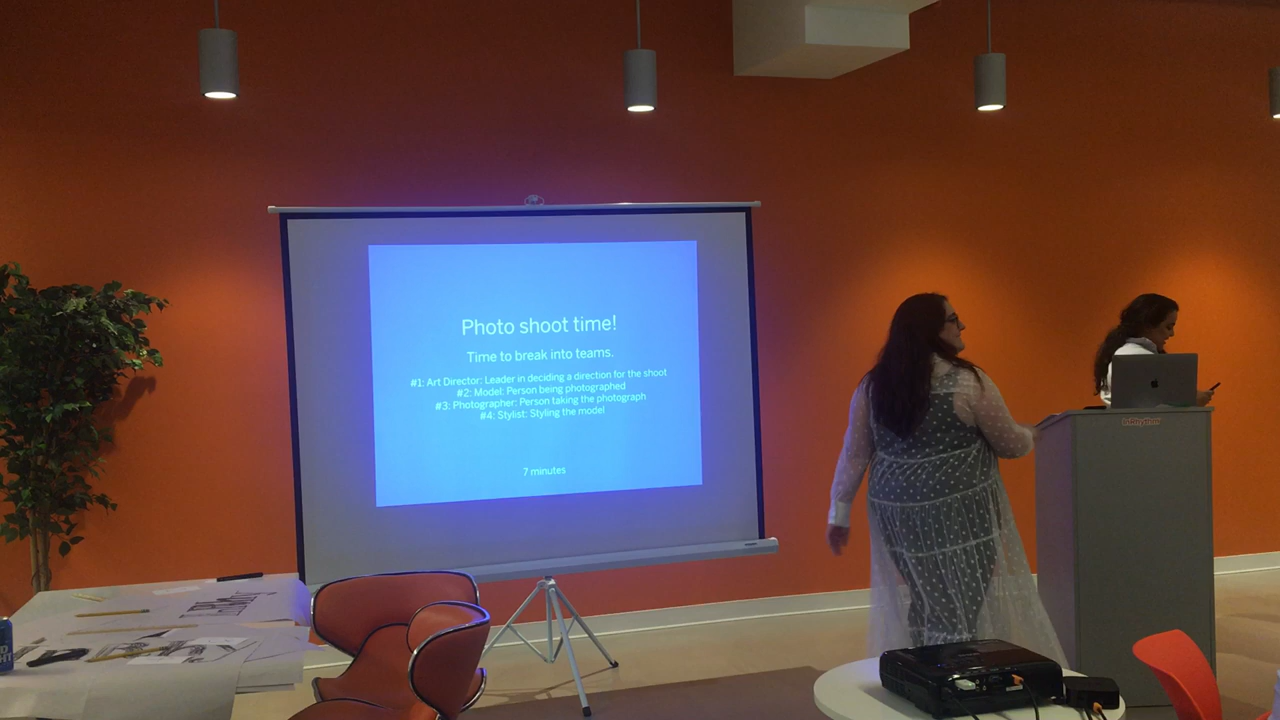 Photo shoot time!
Time to break into teams.
#1: Art Director: Leader in deciding a direction for the shoot
#2: Model: Person being photographed
#3: Photographer: Person taking the photograph
#4: Stylist: Styling the model
7 minutes